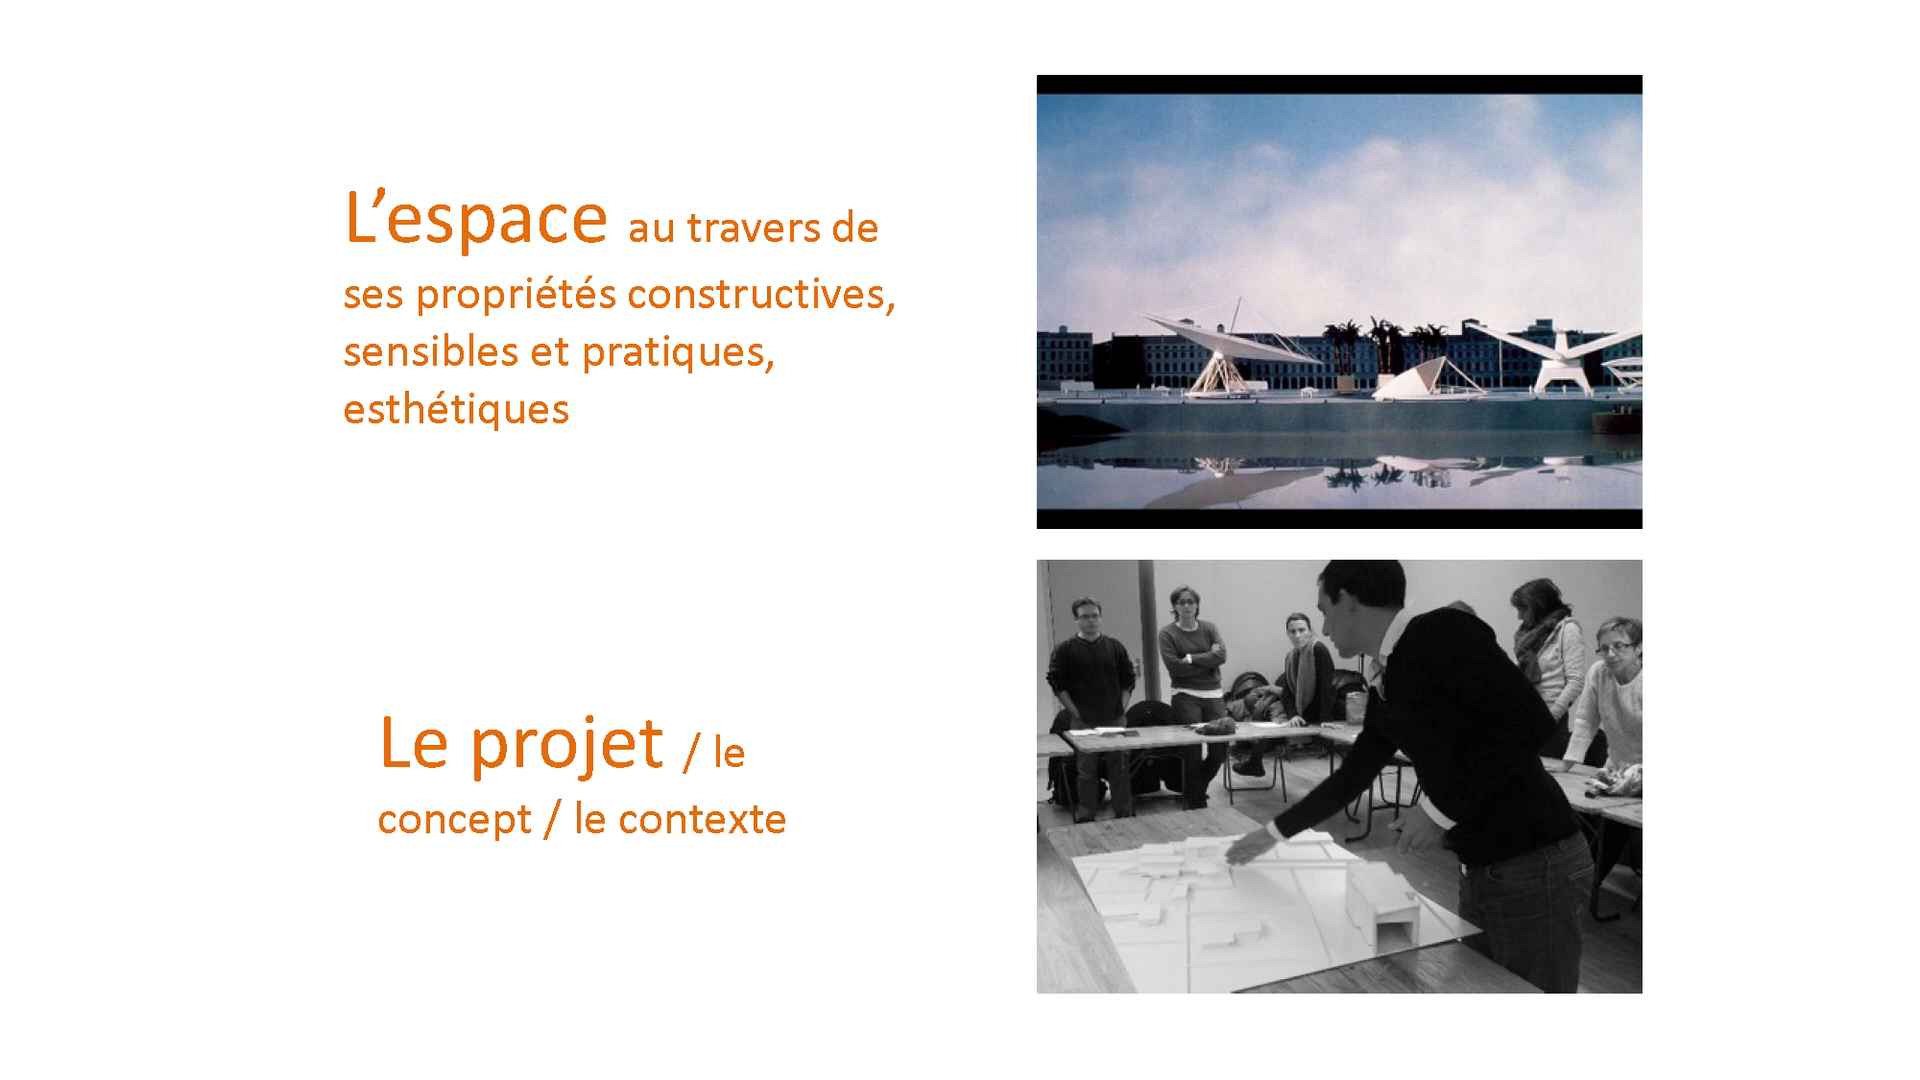 L’espace au travers de
ses propriétés constructives,
sensibles et pratiques,
esthétiques
Le projet / le
concept / le contexte